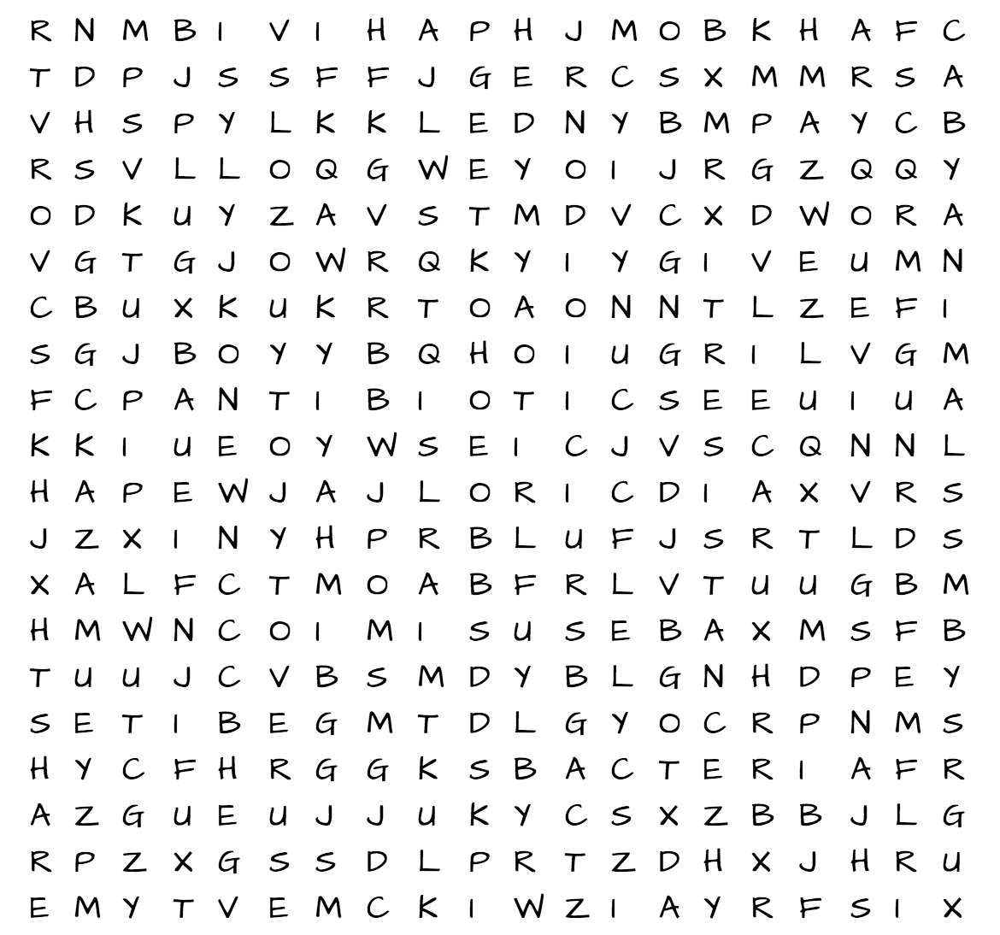 R N M B I V I H A P H J M O B K H A F C
T D P J S S F F J G E R C S X M M R S A
V H S P Y L K K L E D N Y B M P A Y C B
R S V L L O Q G W E Y O I J R G Z Q Q Y
O D K U Y Z A V S T M D V C X D W O R A
V G T G J O W R Q K Y I Y G I V E U M N
C B U X K U K R T O A O N N T L Z E F I
S G J B O Y Y B Q H O I U G R I L V G M
F C P A N T I B I O T I C S E E U I U A
K K I U E O Y W S E I C J V S C Q N N L
H A P E W J A J L O R I C D I A X V R S
J Z X I N Y H P R B L U F J S R T L D S
X A L F C T M O A B F R L V T U U G B M
H M W N C O I M I S U S E B A X M S F B
T U U J C V B S M D Y B L G N H D P E Y
S E T I B E G M T D L G Y O C R P N M S
H Y C F H R G G K S B A C T E R I A F R
A Z G U E U J J U K Y C S X Z B B J L G
R P Z X G S S D L P R T Z D H X J H R U
E M Y T V E M C K I W Z I A Y R F S I X